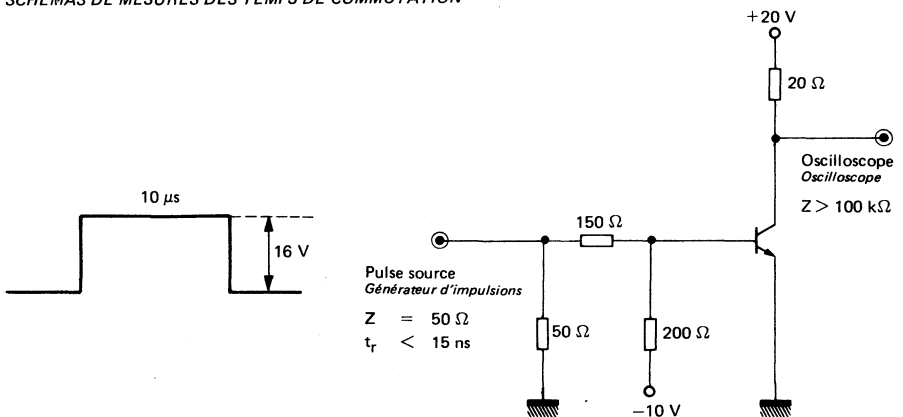 SCHEMAS DE MESURES DES TEMPS DE COMMUTATION
+20 V
20 Ω
Oscilloscope
Oscilloscope
Z > 100 kΩ
10 μs
16 V
150 Ω
Pulse source
Générateur d'impulsions
Z = 50 Ω
tr < 15 ns
50 Ω
200 Ω
−10 V